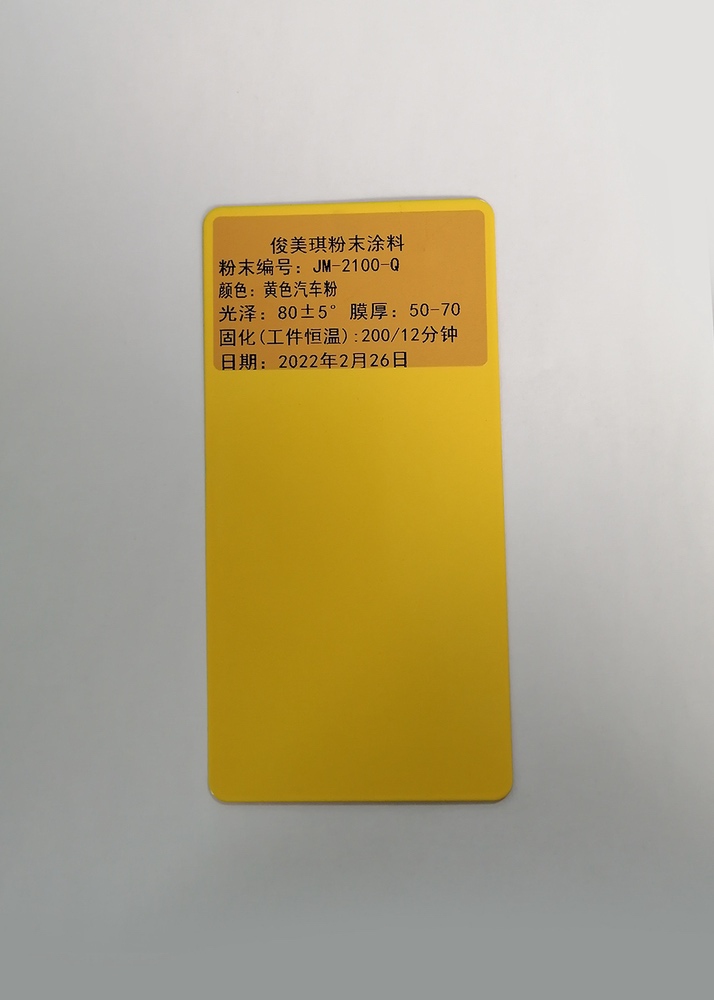 俊美琪粉末涂料
粉末编号：JM-2100-Q
颜色：黄色汽车粉
光泽：80±5° 膜厚：50-70
固化(工件恒温):200/12分钟
日期：2022年2月26日